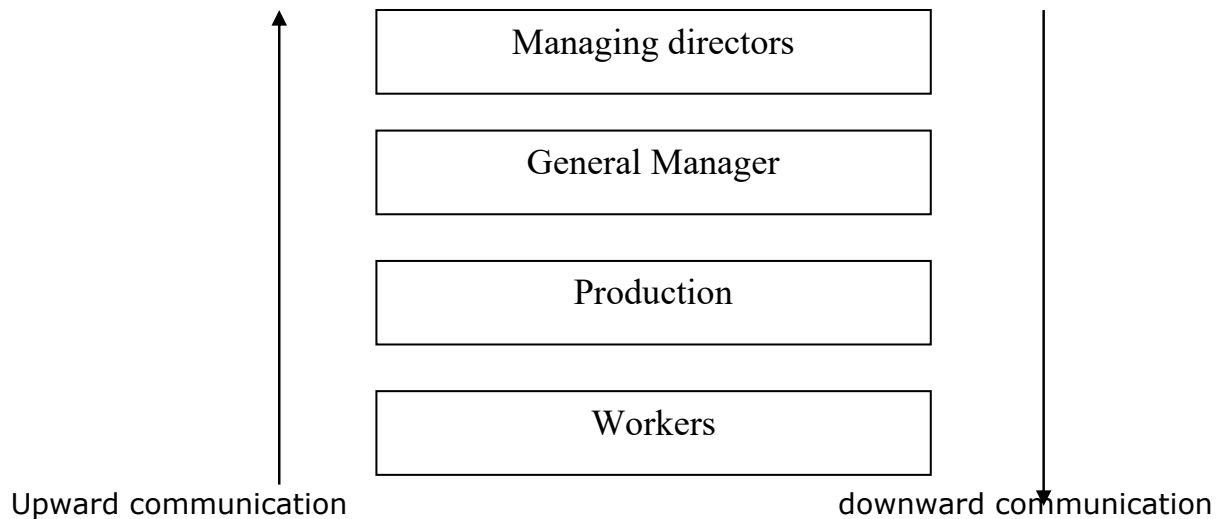 Managing directors
General Manager
Production
Workers
Upward communication
downward communication